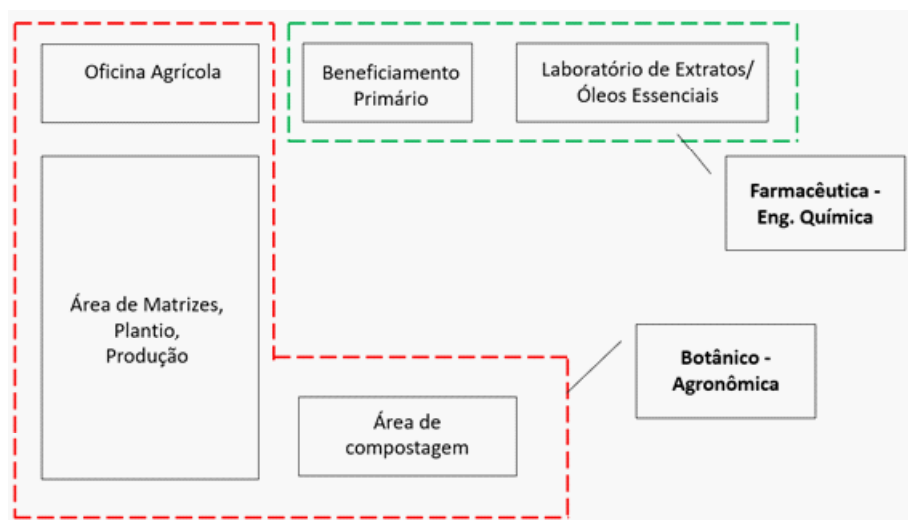 Oficina Agrícola
Beneficiamento
Primário
Laboratório de Extratos/
Óleos Essenciais
Farmacêutica -
Eng. Química
Área de Matrizes,
Plantio,
Produção
Botânico -
Agronômica
Área de
compostagem